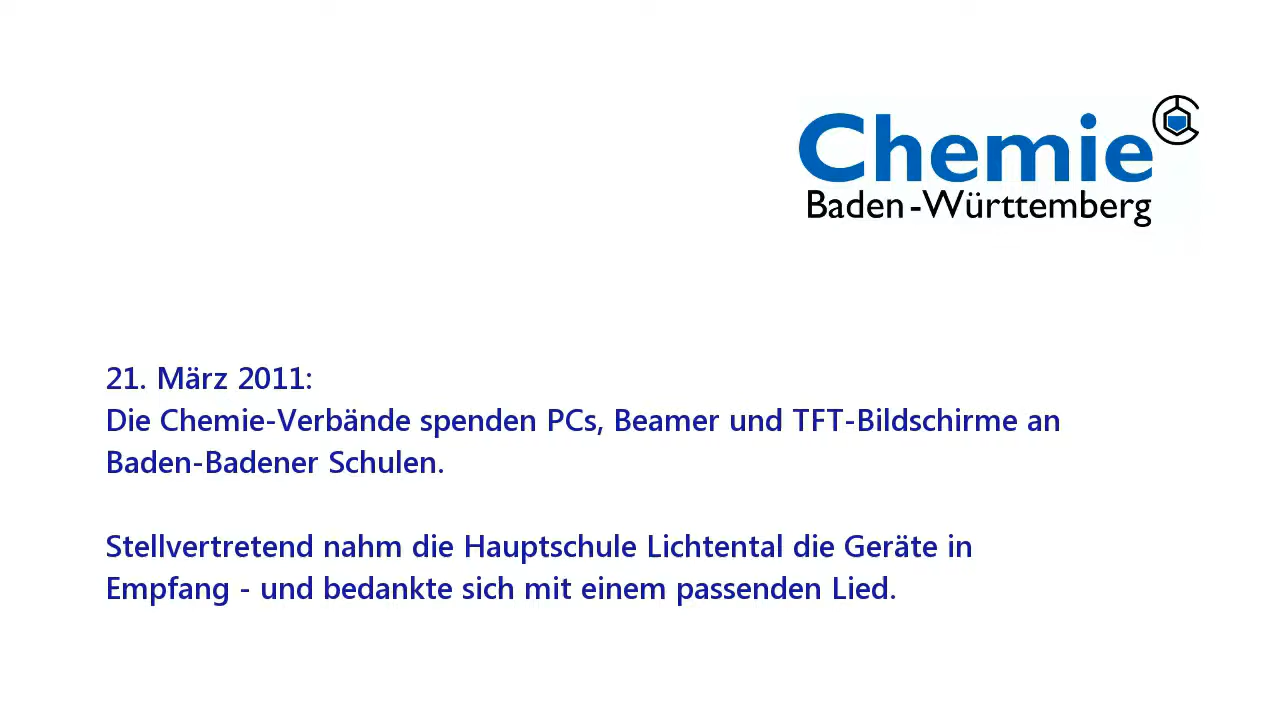 Chemie
Baden-Württemberg
21. März 2011:
Die Chemie-Verbände spenden PCs, Beamer und TFT-Bildschirme an
Baden-Badener Schulen.
Stellvertretend nahm die Hauptschule Lichtental die Geräte in
Empfang - und bedankte sich mit einem passenden Lied.